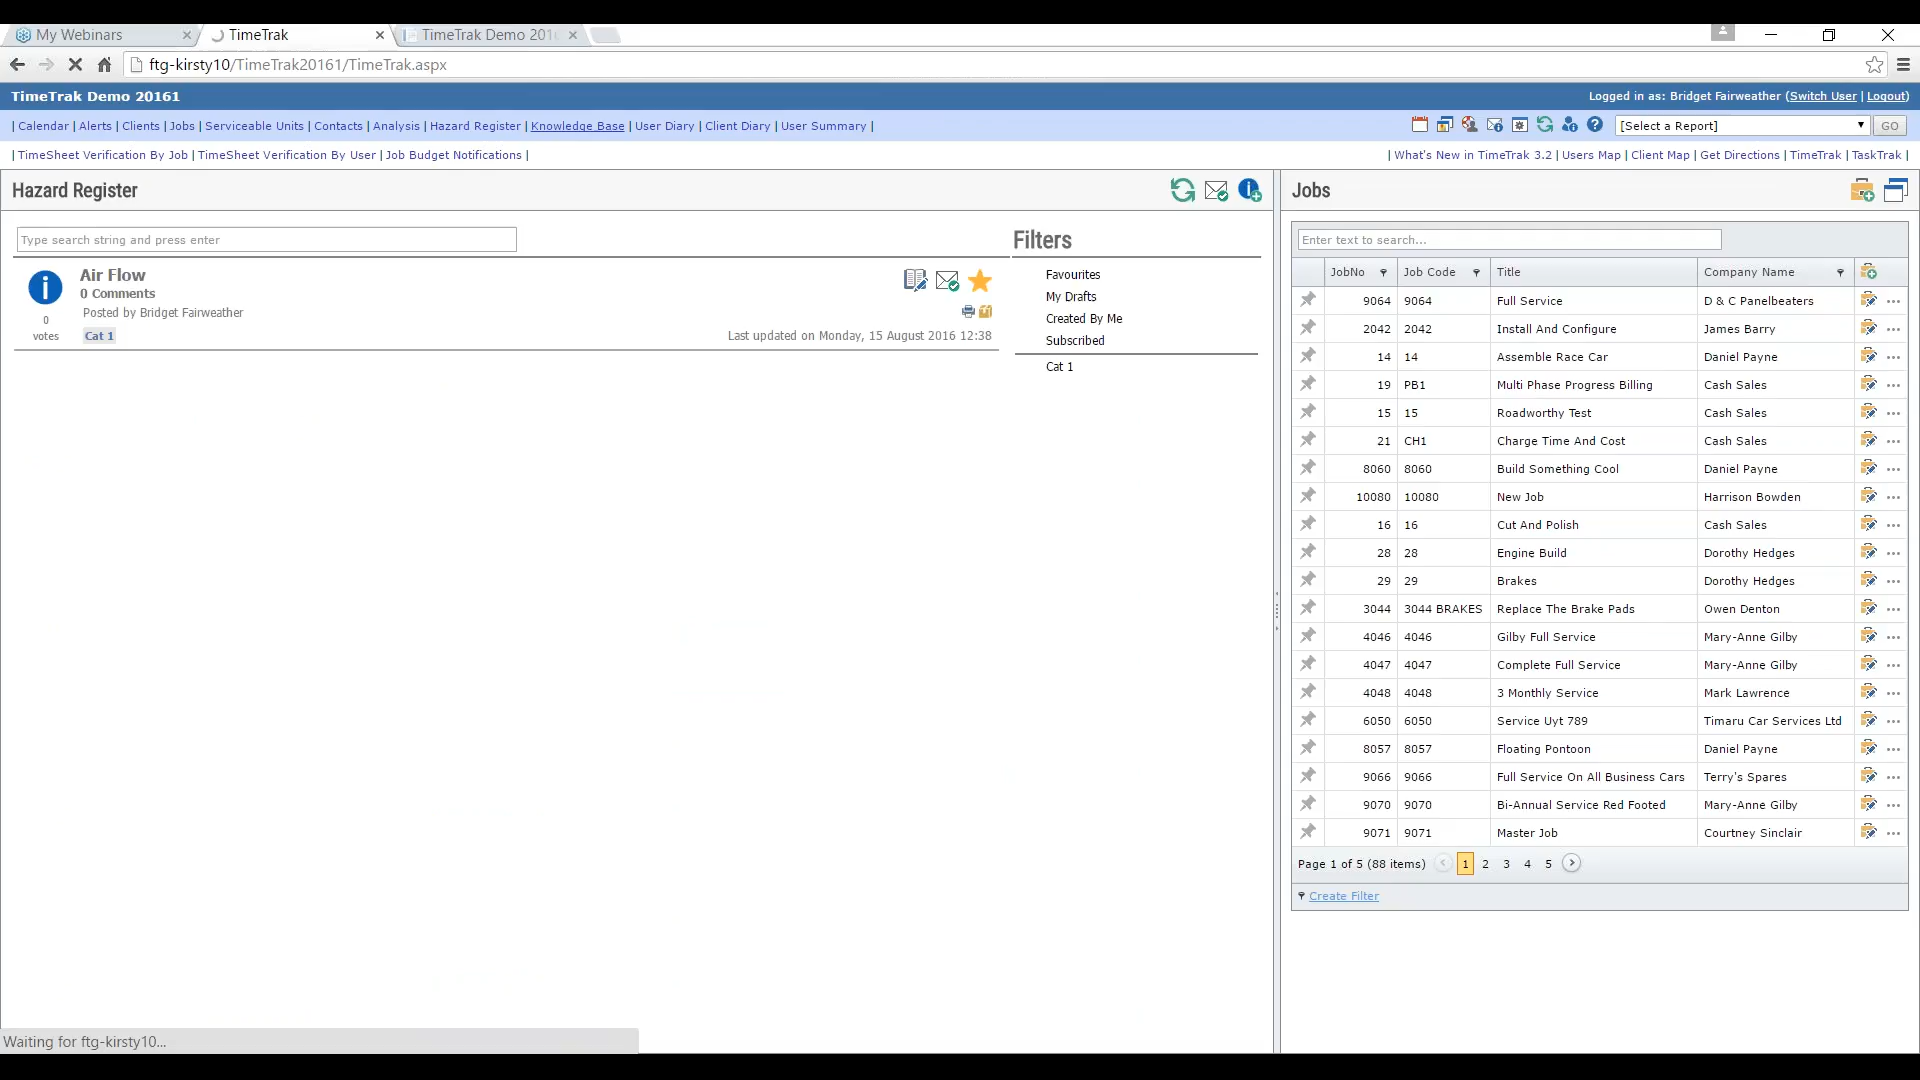 My Webinars
TimeTrak
TimeTrak Demo 2016
ftg-kirsty10/TimeTrak20161/TimeTrak.aspx
TimeTrak Demo 20161
Logged in as: Bridget Fairweather (Switch User | Logout)
| Calendar | Alerts | Clients | Jobs | Serviceable Units | Contacts | Analysis | Hazard Register | Knowledge Base | User Diary | Client Diary | User Summary |
[Select a Report]
GO
| TimeSheet Verification By Job | TimeSheet Verification By User | Job Budget Notifications |
| What's New in TimeTrak 3.2 | Users Map | Client Map | Get Directions | TimeTrak | TaskTrak |
Hazard Register
Type search string and press enter
Air Flow
0 Comments
Posted by Bridget Fairweather
0
votes
Cat 1
Last updated on Monday, 15 August 2016 12:38
Filters
Favourites
My Drafts
Created By Me
Subscribed
Cat 1
Jobs
Enter text to search...
JobNo Job Code Title Company Name
9064 9064 Full Service D & C Panelbeaters
2042 2042 Install And Configure James Barry
14 14 Assemble Race Car Daniel Payne
19 PB1 Multi Phase Progress Billing Cash Sales
15 15 Roadworthy Test Cash Sales
21 CH1 Charge Time And Cost Cash Sales
8060 8060 Build Something Cool Daniel Payne
10080 10080 New Job Harrison Bowden
16 16 Cut And Polish Cash Sales
28 28 Engine Build Dorothy Hedges
29 29 Brakes Dorothy Hedges
3044 3044 BRAKES Replace The Brake Pads Owen Denton
4046 4046 Gilby Full Service Mary-Anne Gilby
4047 4047 Complete Full Service Mary-Anne Gilby
4048 4048 3 Monthly Service Mark Lawrence
6050 6050 Service Uyt 789 Timaru Car Services Ltd
8057 8057 Floating Pontoon Daniel Payne
9066 9066 Full Service On All Business Cars Terry's Spares
9070 9070 Bi-Annual Service Red Footed Mary-Anne Gilby
9071 9071 Master Job Courtney Sinclair
Page 1 of 5 (88 items) 1 2 3 4 5
Create Filter
Waiting for ftg-kirsty10...